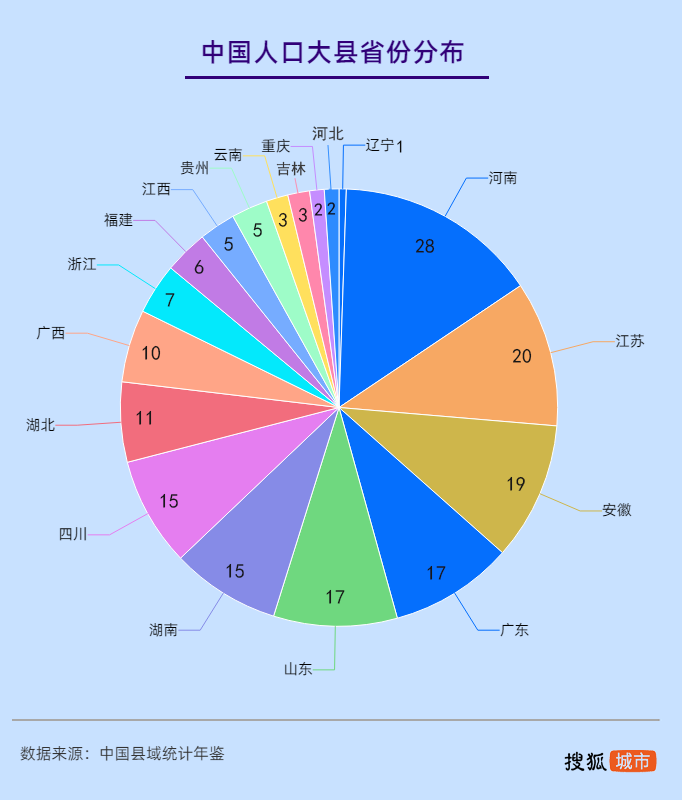 中国人口大县省份分布
河北
辽宁1
重庆
云南
吉林
贵州
河南
江西
福建
浙江
广西
湖北
四川
湖南
山东
广东
安徽
江苏
28
20
19
17
17
15
15
11
10
7
6
5
5
3
3
2
2
数据来源：中国县域统计年鉴
搜狐 城市